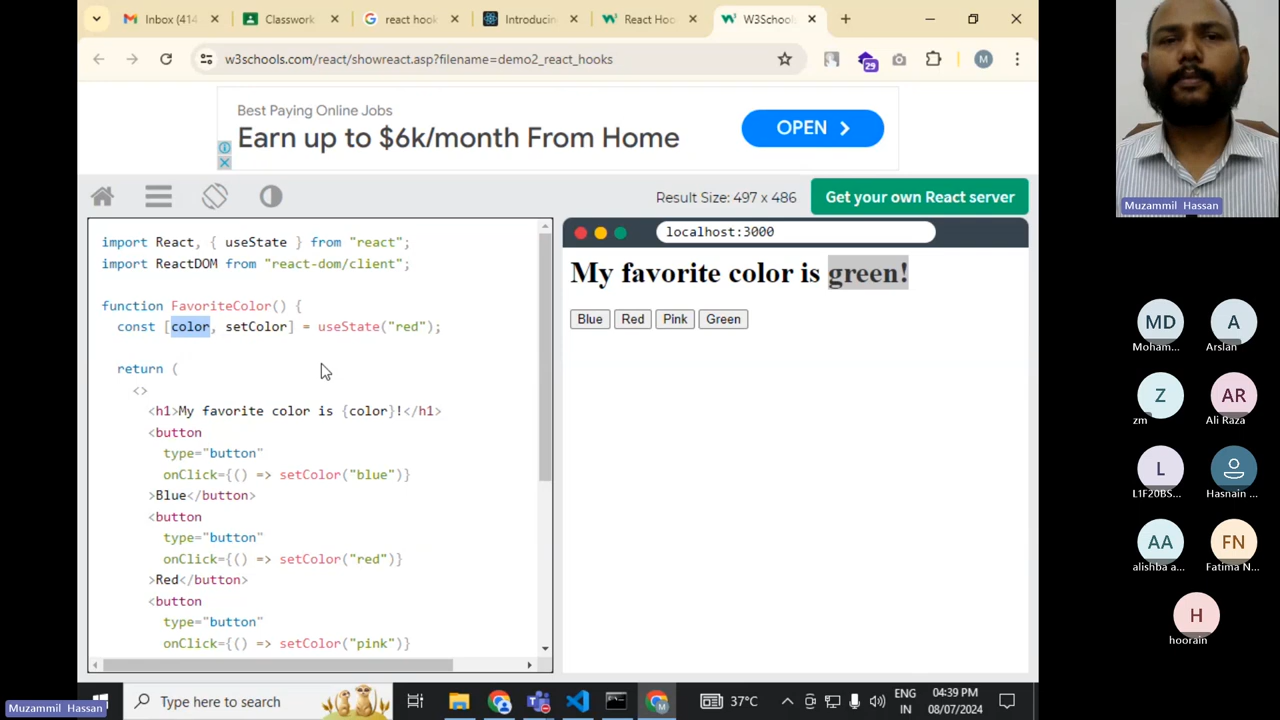 Inbox (414
Classwork
react hook
Introducin
React Hoo
W3School
w3schools.com/react/showreact.asp?filename=demo2_react_hooks
29
M
Best Paying Online Jobs
Earn up to $6k/month From Home
OPEN
Result Size: 497 x 486
Get your own React server
import React, { useState } from "react";
import ReactDOM from "react-dom/client";
function FavoriteColor() {
const [color, setColor] = useState("red");
return (
<>
<h1>My favorite color is {color}!</h1>
<button
type="button"
onClick={() => setColor("blue")}
>Blue</button>
<button
type="button"
onClick={() => setColor("red")}
>Red</button>
<button
type="button"
onClick={() => setColor("pink")}
localhost:3000
My favorite color is green!
Blue Red Pink Green
Muzammil Hassan
MD
Moham...
A
Arslan
Z
zm
AR
Ali Raza
L
L1F20BS...
Hasnain ...
AA
alishba a...
FN
Fatima N...
H
hoorain
Type here to search
37°C
ENG
IN
04:39 PM
08/07/2024
Muzammil Hassan